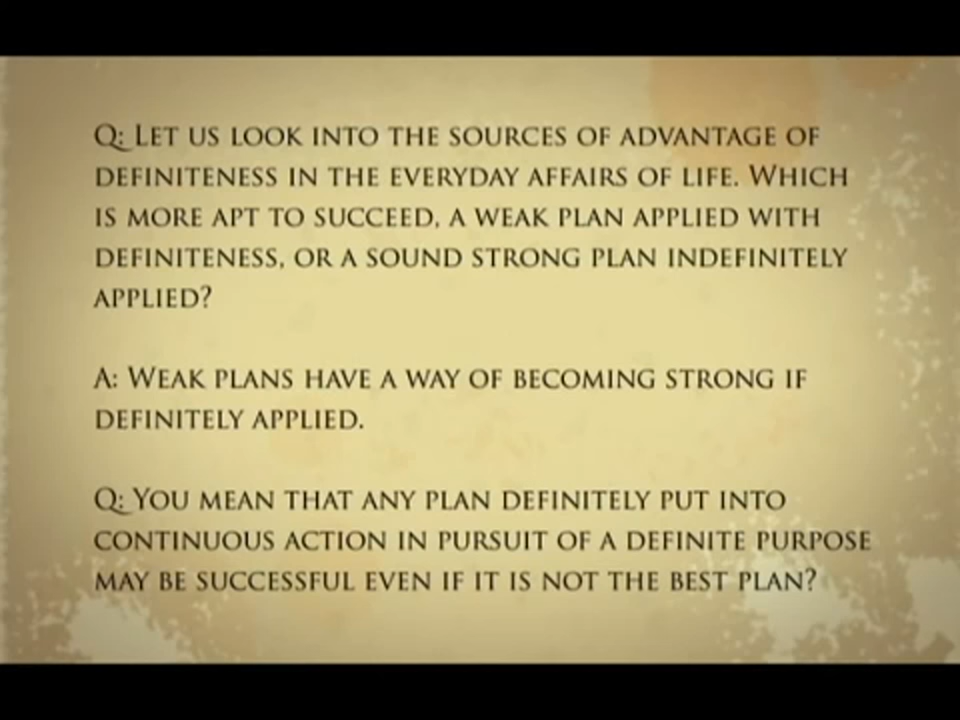 Q: Let us look into the sources of advantage of
definiteness in the everyday affairs of life. Which
is more apt to succeed, a weak plan applied with
definiteness, or a sound strong plan indefinitely
applied?
A: Weak plans have a way of becoming strong if
definitely applied.
Q: You mean that any plan definitely put into
continuous action in pursuit of a definite purpose
may be successful even if it is not the best plan?